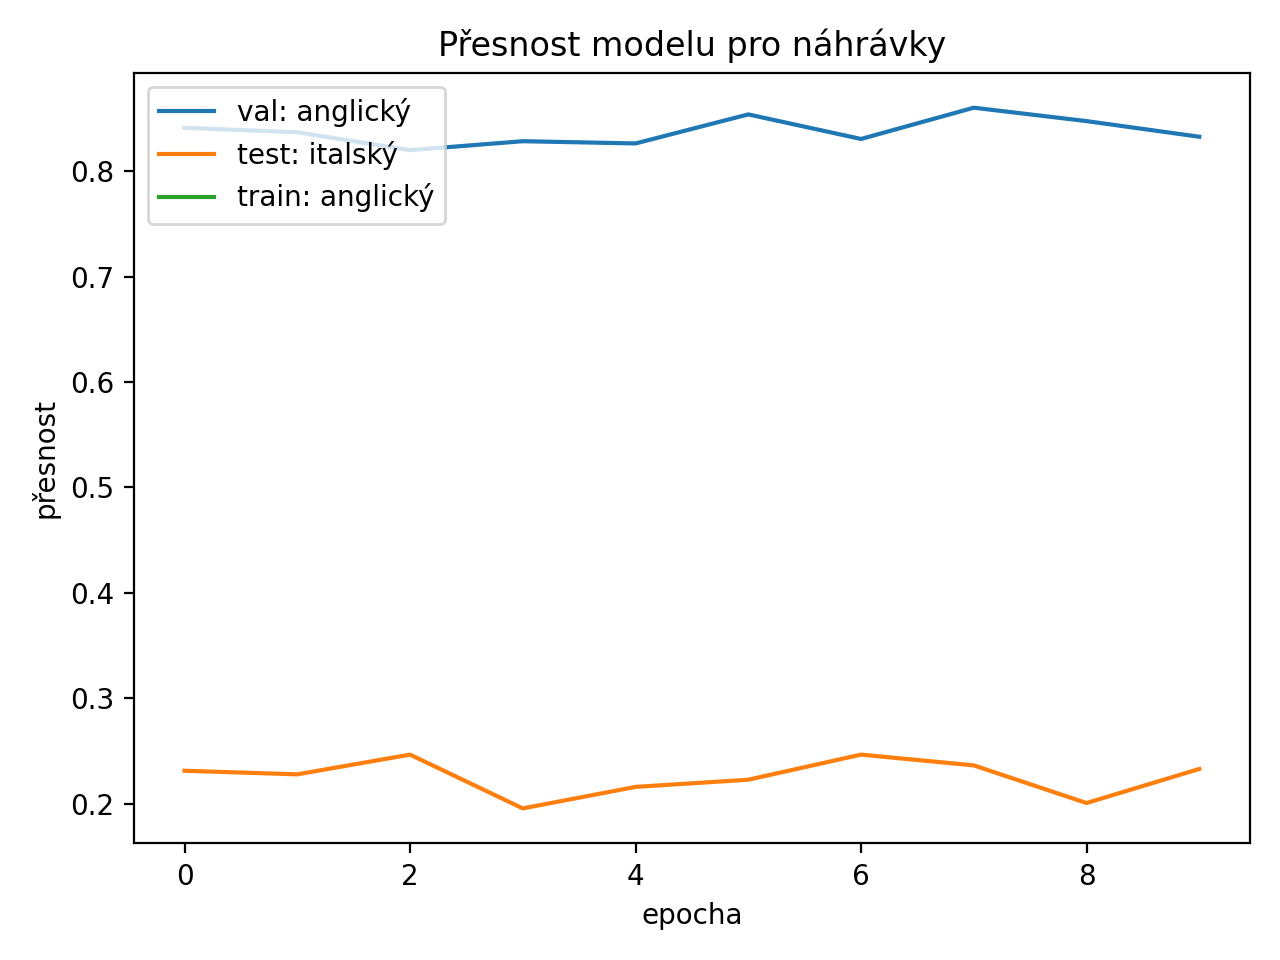 Přesnost modelu pro náhrávky
val: anglický
test: italský
train: anglický
0.8
0.7
0.6
0.5
0.4
0.3
0.2
přesnost
0 2 4 6 8
epocha